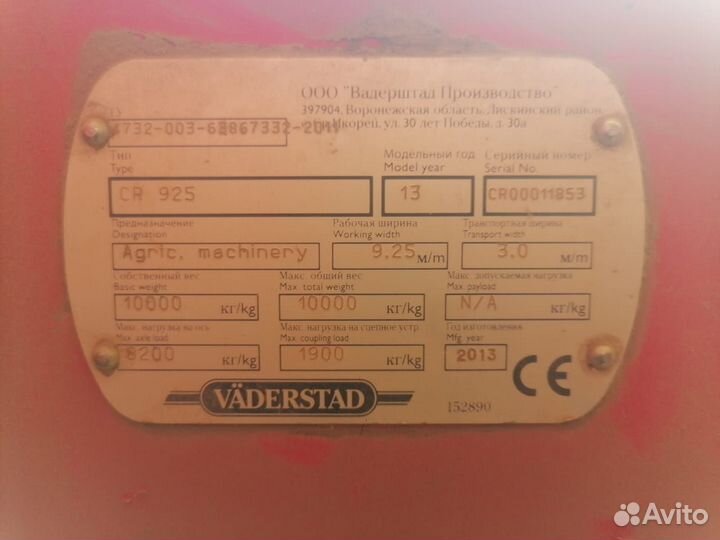 ООО "Вадерштад Производство"
397904, Воронежская область, Лискинский район,
Икорец, ул. 30 лет Победы, д. 30а
ТУ
Тип
Type
CR 925
Модельный год
Model year
13
Серийный номер
Serial No.
CR00011853
Предназначение
Designation
Agric. machinery
Рабочая ширина
Working width
9.25 м/m
Транспортная ширина
Transport width
3.0 м/m
Собственный вес
Basic weight
10000 кг/kg
Макс. общий вес
Max. total weight
10000 кг/kg
Макс. допускаемая нагрузка
Max. payload
N/A кг/kg
Макс. нагрузка на ось
Max. axle load
8200 кг/kg
Макс. нагрузка на сцепное устр.
Max. coupling load
1900 кг/kg
Год изготовления
Mfg. year
2013
CE
VÄDERSTAD
152890
Avito